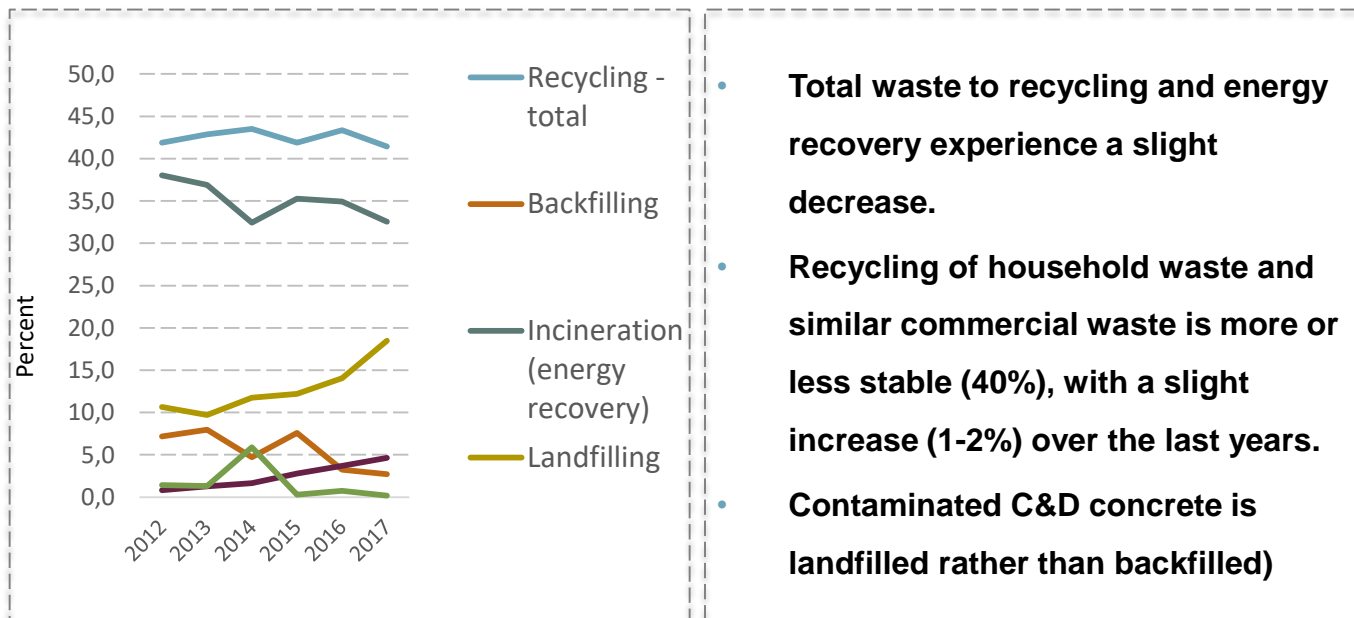 50,0
45,0
40,0
35,0
30,0
25,0
20,0
15,0
10,0
5,0
0,0
Percent
2012
2013
2014
2015
2016
2017
Recycling -
total
Backfilling
Incineration
(energy
recovery)
Landfilling
• Total waste to recycling and energy
recovery experience a slight
decrease.
• Recycling of household waste and
similar commercial waste is more or
less stable (40%), with a slight
increase (1-2%) over the last years.
• Contaminated C&D concrete is
landfilled rather than backfilled)